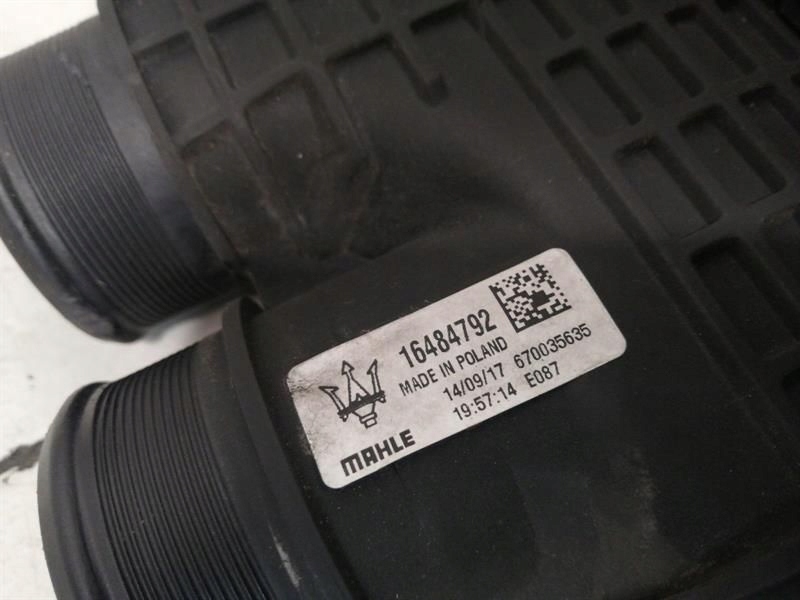 16484792
MADE IN POLAND
14/09/17 670035635
19:57:14 E087
MAHLE